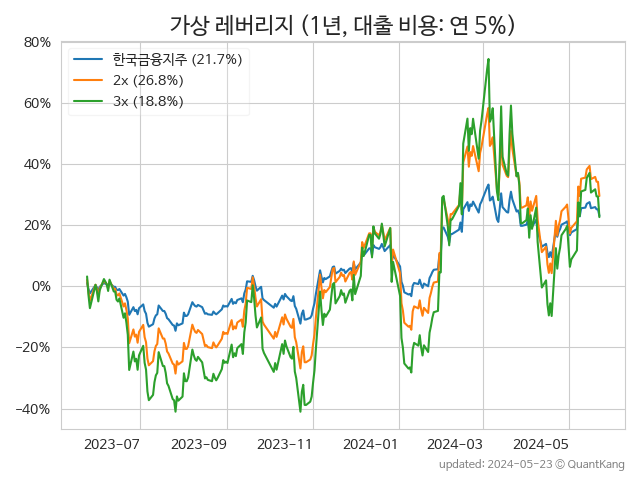 가상 레버리지 (1년, 대출 비용: 연 5%)
80%
60%
40%
20%
0%
−20%
−40%
한국금융지주 (21.7%)
2x (26.8%)
3x (18.8%)
2023-07
2023-09
2023-11
2024-01
2024-03
2024-05
updated: 2024-05-23 ⓒ QuantKang